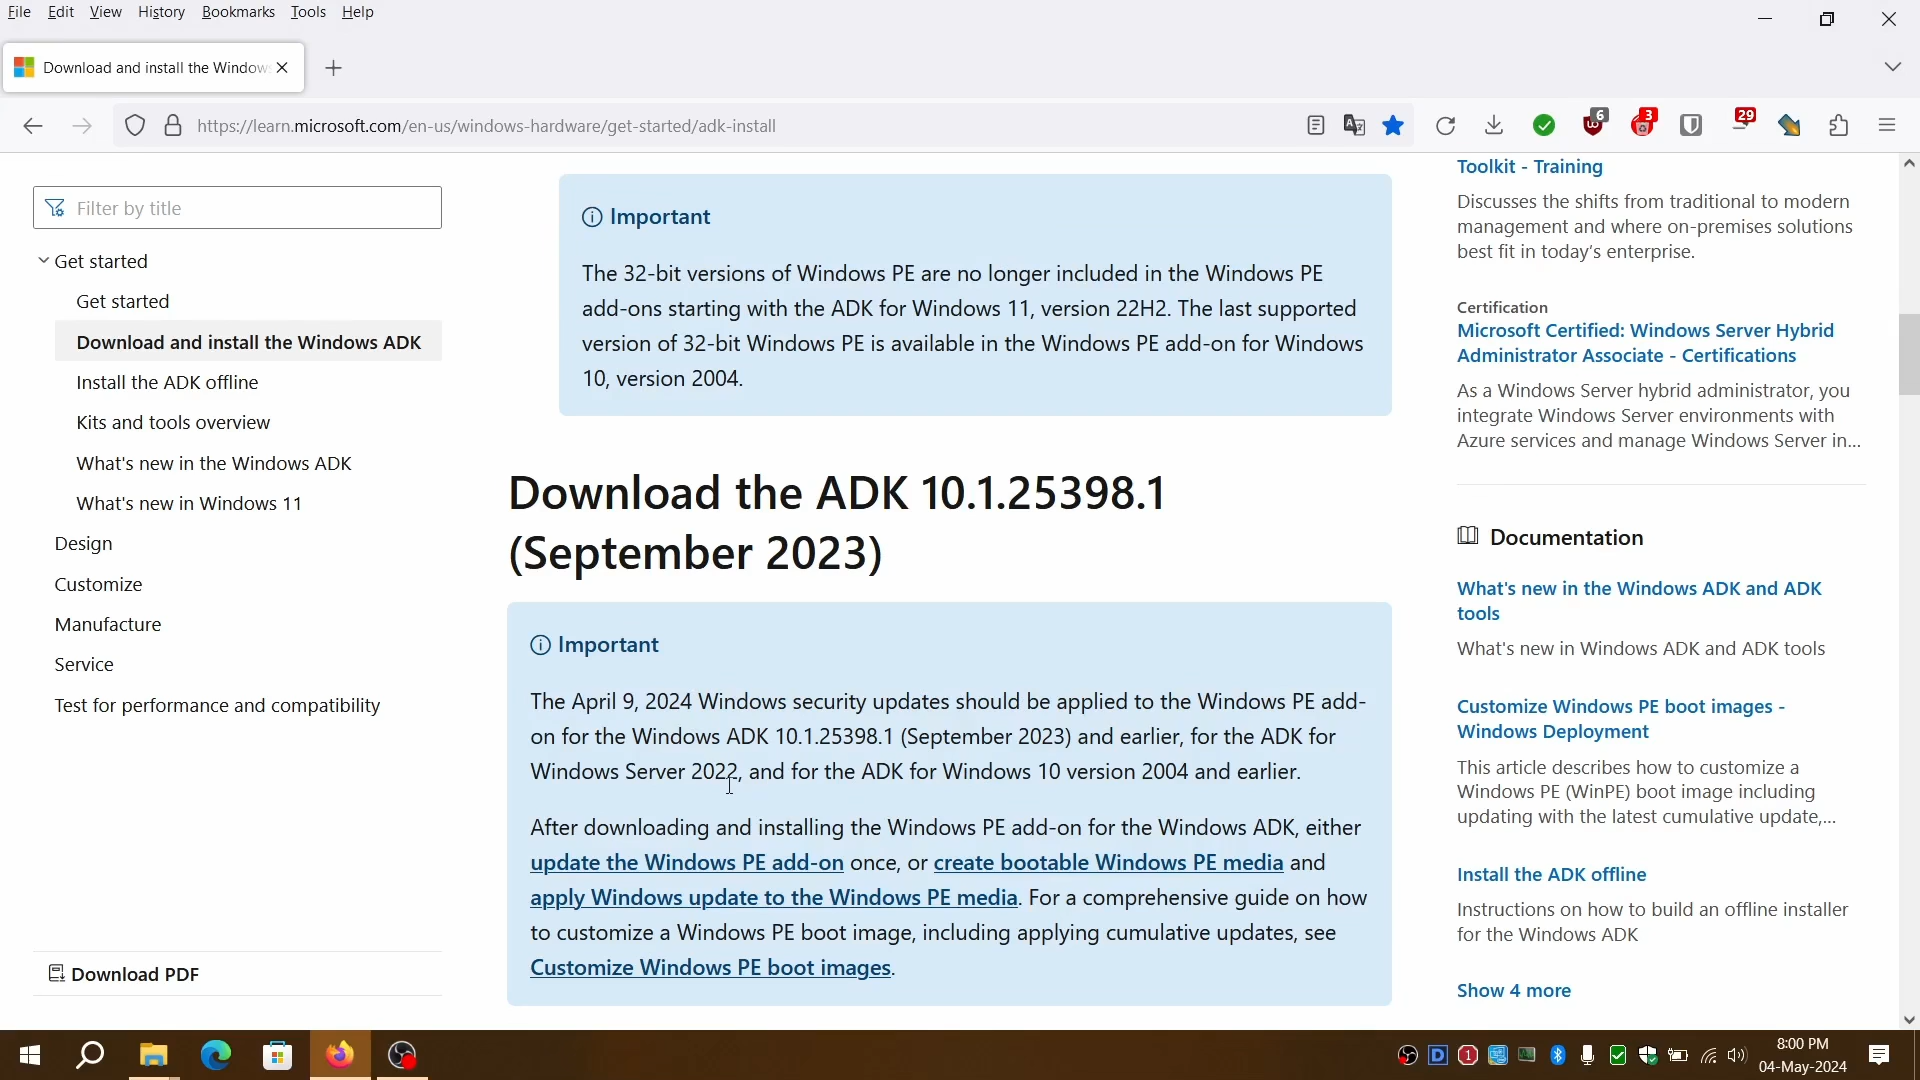 File Edit View History Bookmarks Tools Help
Download and install the Window
https://learn.microsoft.com/en-us/windows-hardware/get-started/adk-install
6
3
29
Filter by title
Get started
Get started
Download and install the Windows ADK
Install the ADK offline
Kits and tools overview
What's new in the Windows ADK
What's new in Windows 11
Design
Customize
Manufacture
Service
Test for performance and compatibility
Download PDF
Important
The 32-bit versions of Windows PE are no longer included in the Windows PE
add-ons starting with the ADK for Windows 11, version 22H2. The last supported
version of 32-bit Windows PE is available in the Windows PE add-on for Windows
10, version 2004.
Download the ADK 10.1.25398.1
(September 2023)
Important
The April 9, 2024 Windows security updates should be applied to the Windows PE add-
on for the Windows ADK 10.1.25398.1 (September 2023) and earlier, for the ADK for
Windows Server 2022, and for the ADK for Windows 10 version 2004 and earlier.
After downloading and installing the Windows PE add-on for the Windows ADK, either
update the Windows PE add-on once, or create bootable Windows PE media and
apply Windows update to the Windows PE media. For a comprehensive guide on how
to customize a Windows PE boot image, including applying cumulative updates, see
Customize Windows PE boot images.
Toolkit - Training
Discusses the shifts from traditional to modern
management and where on-premises solutions
best fit in today's enterprise.
Certification
Microsoft Certified: Windows Server Hybrid
Administrator Associate - Certifications
As a Windows Server hybrid administrator, you
integrate Windows Server environments with
Azure services and manage Windows Server in...
Documentation
What's new in the Windows ADK and ADK
tools
What's new in Windows ADK and ADK tools
Customize Windows PE boot images -
Windows Deployment
This article describes how to customize a
Windows PE (WinPE) boot image including
updating with the latest cumulative update,...
Install the ADK offline
Instructions on how to build an offline installer
for the Windows ADK
Show 4 more
8:00 PM
04-May-2024